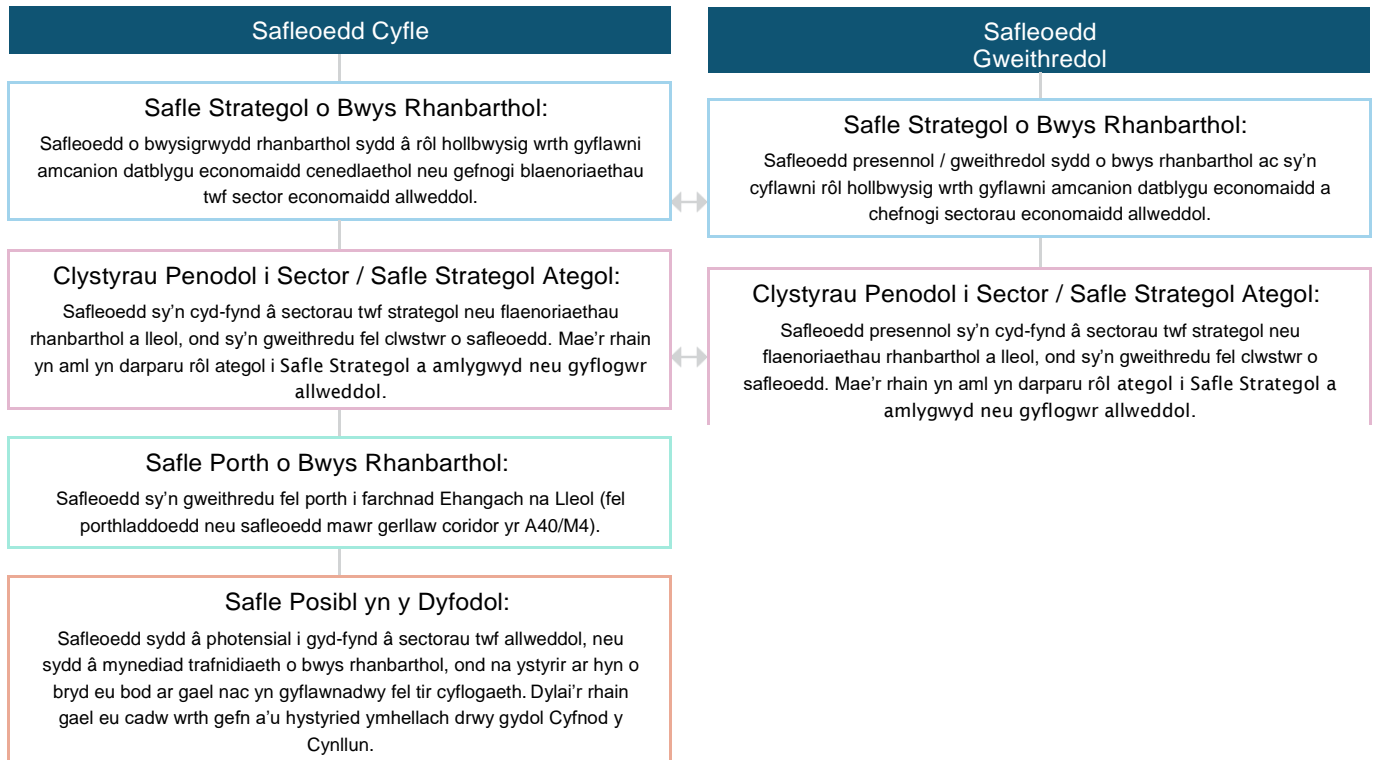 Safleoedd Cyfle
Safle Strategol o Bwys Rhanbarthol:
Safleoedd o bwysigrwydd rhanbarthol sydd â rôl hollbwysig wrth gyflawni
amcanion datblygu economaidd cenedlaethol neu gefnogi blaenoriaethau
twf sector economaidd allweddol.
Clystyrau Penodol i Sector / Safle Strategol Ategol:
Safleoedd sy’n cyd-fynd â sectorau twf strategol neu flaenoriaethau
rhanbarthol a lleol, ond sy’n gweithredu fel clwstwr o safleoedd. Mae’r rhain
yn aml yn darparu rôl ategol i Safle Strategol a amlygwyd neu gyflogwr
allweddol.
Safle Porth o Bwys Rhanbarthol:
Safleoedd sy’n gweithredu fel porth i farchnad Ehangach na Lleol (fel
porthladdoedd neu safleoedd mawr gerllaw coridor yr A40/M4).
Safle Posibl yn y Dyfodol:
Safleoedd sydd â photensial i gyd-fynd â sectorau twf allweddol, neu
sydd â mynediad trafnidiaeth o bwys rhanbarthol, ond na ystyrir ar hyn o
bryd eu bod ar gael nac yn gyflawnadwy fel tir cyflogaeth. Dylai’r rhain
gael eu cadw wrth gefn a’u hystyried ymhellach drwy gydol Cyfnod y
Cynllun.
Safleoedd
Gweithredol
Safle Strategol o Bwys Rhanbarthol:
Safleoedd presennol / gweithredol sydd o bwys rhanbarthol ac sy’n
cyflawni rôl hollbwysig wrth gyflawni amcanion datblygu economaidd a
chefnogi sectorau economaidd allweddol.
Clystyrau Penodol i Sector / Safle Strategol Ategol:
Safleoedd presennol sy’n cyd-fynd â sectorau twf strategol neu
flaenoriaethau rhanbarthol a lleol, ond sy’n gweithredu fel clwstwr o
safleoedd. Mae’r rhain yn aml yn darparu rôl ategol i Safle Strategol a
amlygwyd neu gyflogwr allweddol.